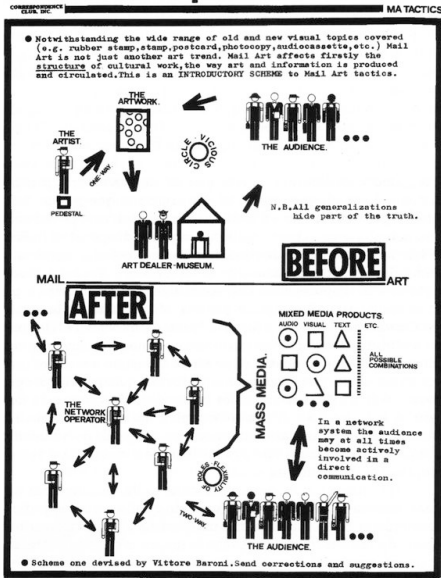 CORRESPONDENCE
CLUB. INC.
MA TACTICS
● Notwithstanding the wide range of old and new visual topics covered
(e.g. rubber stamp,stamp,postcard,photocopy,audiocassette,etc.) Mail
Art is not just another art trend. Mail Art affects firstly the
structure of cultural work,the way art and information is produced
and circulated.This is an INTRODUCTORY SCHEME to Mail Art tactics.
THE
ARTWORK.
THE
ARTIST.
ONE-WAY.
VICIOUS
CIRCLE
THE AUDIENCE.
PEDESTAL
N.B.All generalizations
hide part of the truth.
ART DEALER-MUSEUM.
BEFORE
MAIL
ART
AFTER
MIXED MEDIA PRODUCTS.
AUDIO VISUAL TEXT ETC.
ALL
POSSIBLE
COMBINATIONS
MASS MEDIA.
THE
NETWORK
OPERATOR
In a network
system the audience
may at all times
become actively
involved in a
direct
communication.
FLEXIBILITY
OF ROLES
TWO-WAY
THE AUDIENCE.
● Scheme one devised by Vittore Baroni.Send corrections and suggestions.